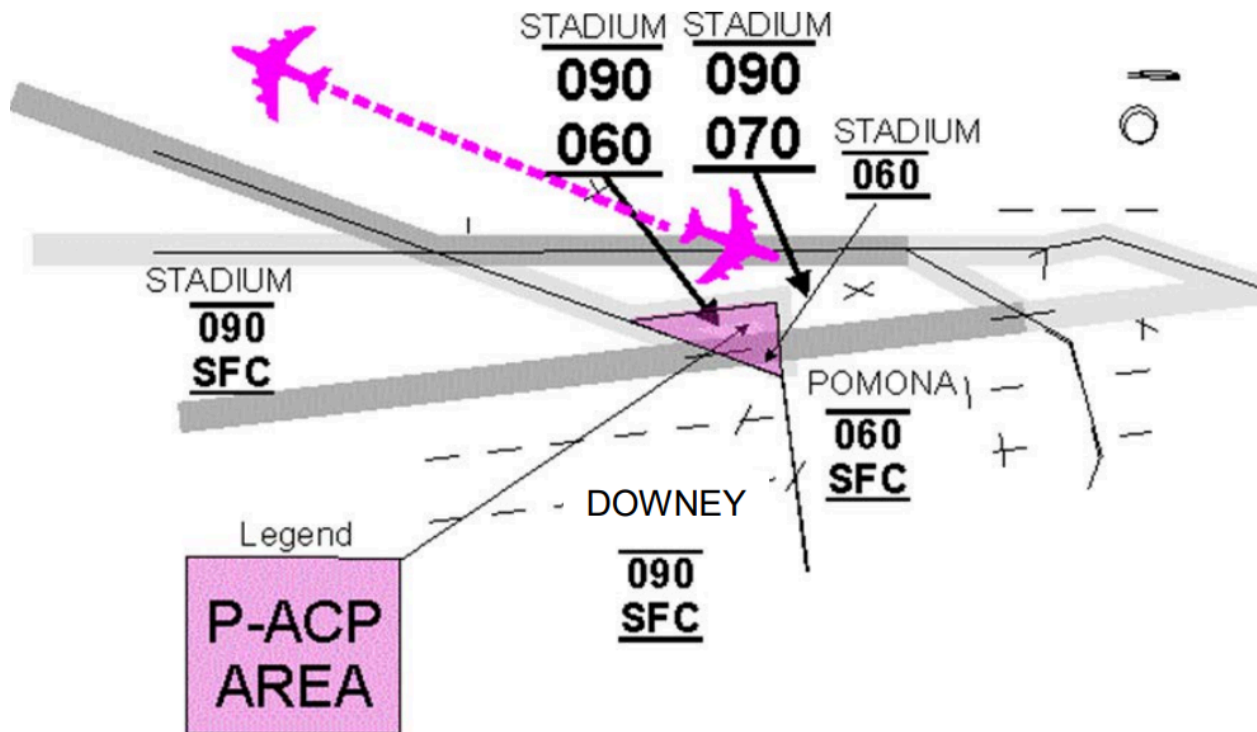 STADIUM
090
060
STADIUM
090
070
STADIUM
060
STADIUM
090
SFC
POMONA
060
SFC
DOWNEY
090
SFC
Legend
P-ACP
AREA